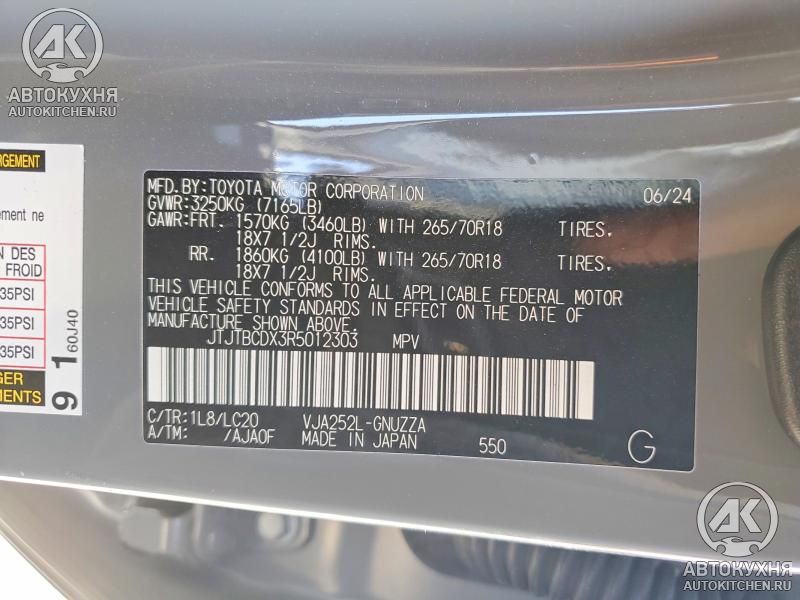 AK
АВТОКУХНЯ
AUTOKITCHEN.RU
ARGEMENT
ement ne
N DES
FROID
35PSI
35PSI
35PSI
GER
MENTS
9 1 60J40
MFD.BY:TOYOTA MOTOR CORPORATION 06/24
GVWR:3250KG (7165LB)
GAWR:FRT. 1570KG (3460LB) WITH 265/70R18 TIRES,
18X7 1/2J RIMS.
RR. 1860KG (4100LB) WITH 265/70R18 TIRES,
18X7 1/2J RIMS.
THIS VEHICLE CONFORMS TO ALL APPLICABLE FEDERAL MOTOR
VEHICLE SAFETY STANDARDS IN EFFECT ON THE DATE OF
MANUFACTURE SHOWN ABOVE.
JTJTBCDX3R5012303 MPV
C/TR:1L8/LC20 VJA252L-GNUZZA
A/TM: /AJA0F MADE IN JAPAN 550 G
AK
АВТОКУХНЯ
AUTOKITCHEN.RU